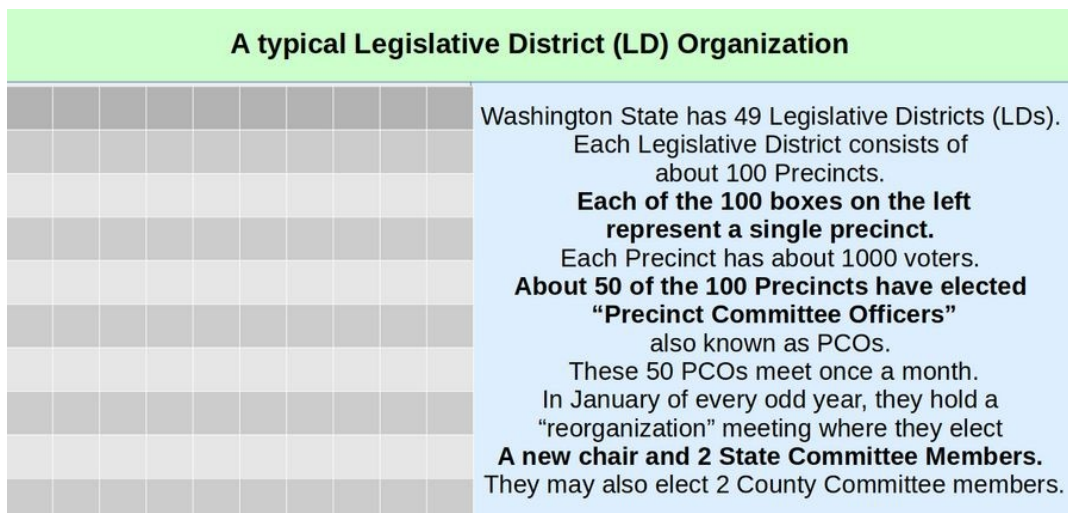 A typical Legislative District (LD) Organization
Washington State has 49 Legislative Districts (LDs).
Each Legislative District consists of
about 100 Precincts.
Each of the 100 boxes on the left
represent a single precinct.
Each Precinct has about 1000 voters.
About 50 of the 100 Precincts have elected
“Precinct Committee Officers”
also known as PCOs.
These 50 PCOs meet once a month.
In January of every odd year, they hold a
“reorganization” meeting where they elect
A new chair and 2 State Committee Members.
They may also elect 2 County Committee members.